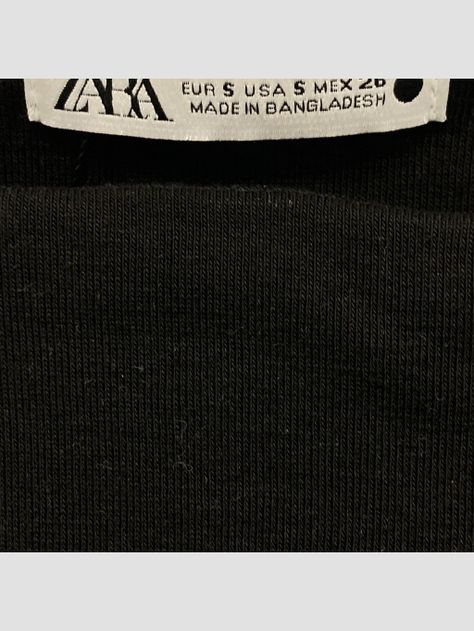 ZARA
EUR S USA S MEX 26
MADE IN BANGLADESH